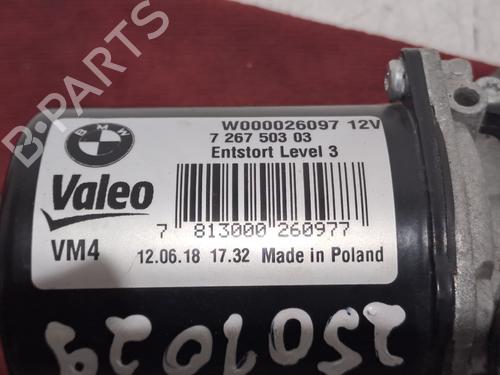 BMW
W000026097 12V
7 267 503 03
Entstort Level 3
Valeo
7 813000 260977
VM4 12.06.18 17.32 Made in Poland
2501029